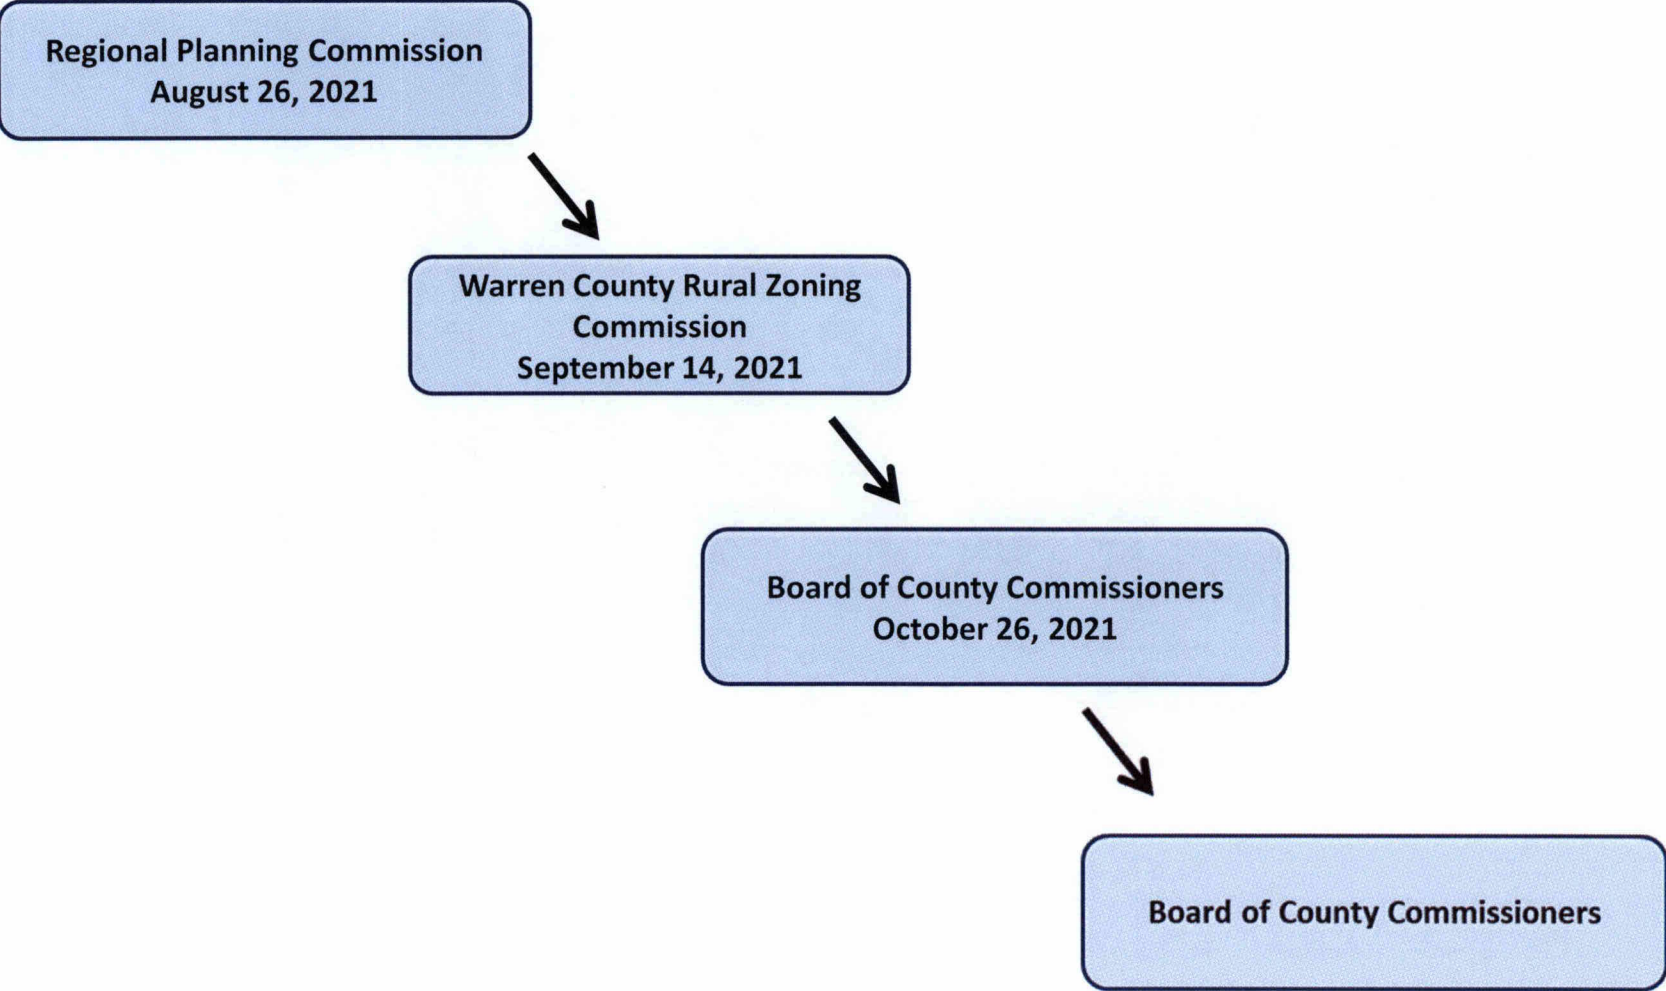 Regional Planning Commission
August 26, 2021
Warren County Rural Zoning
Commission
September 14, 2021
Board of County Commissioners
October 26, 2021
Board of County Commissioners